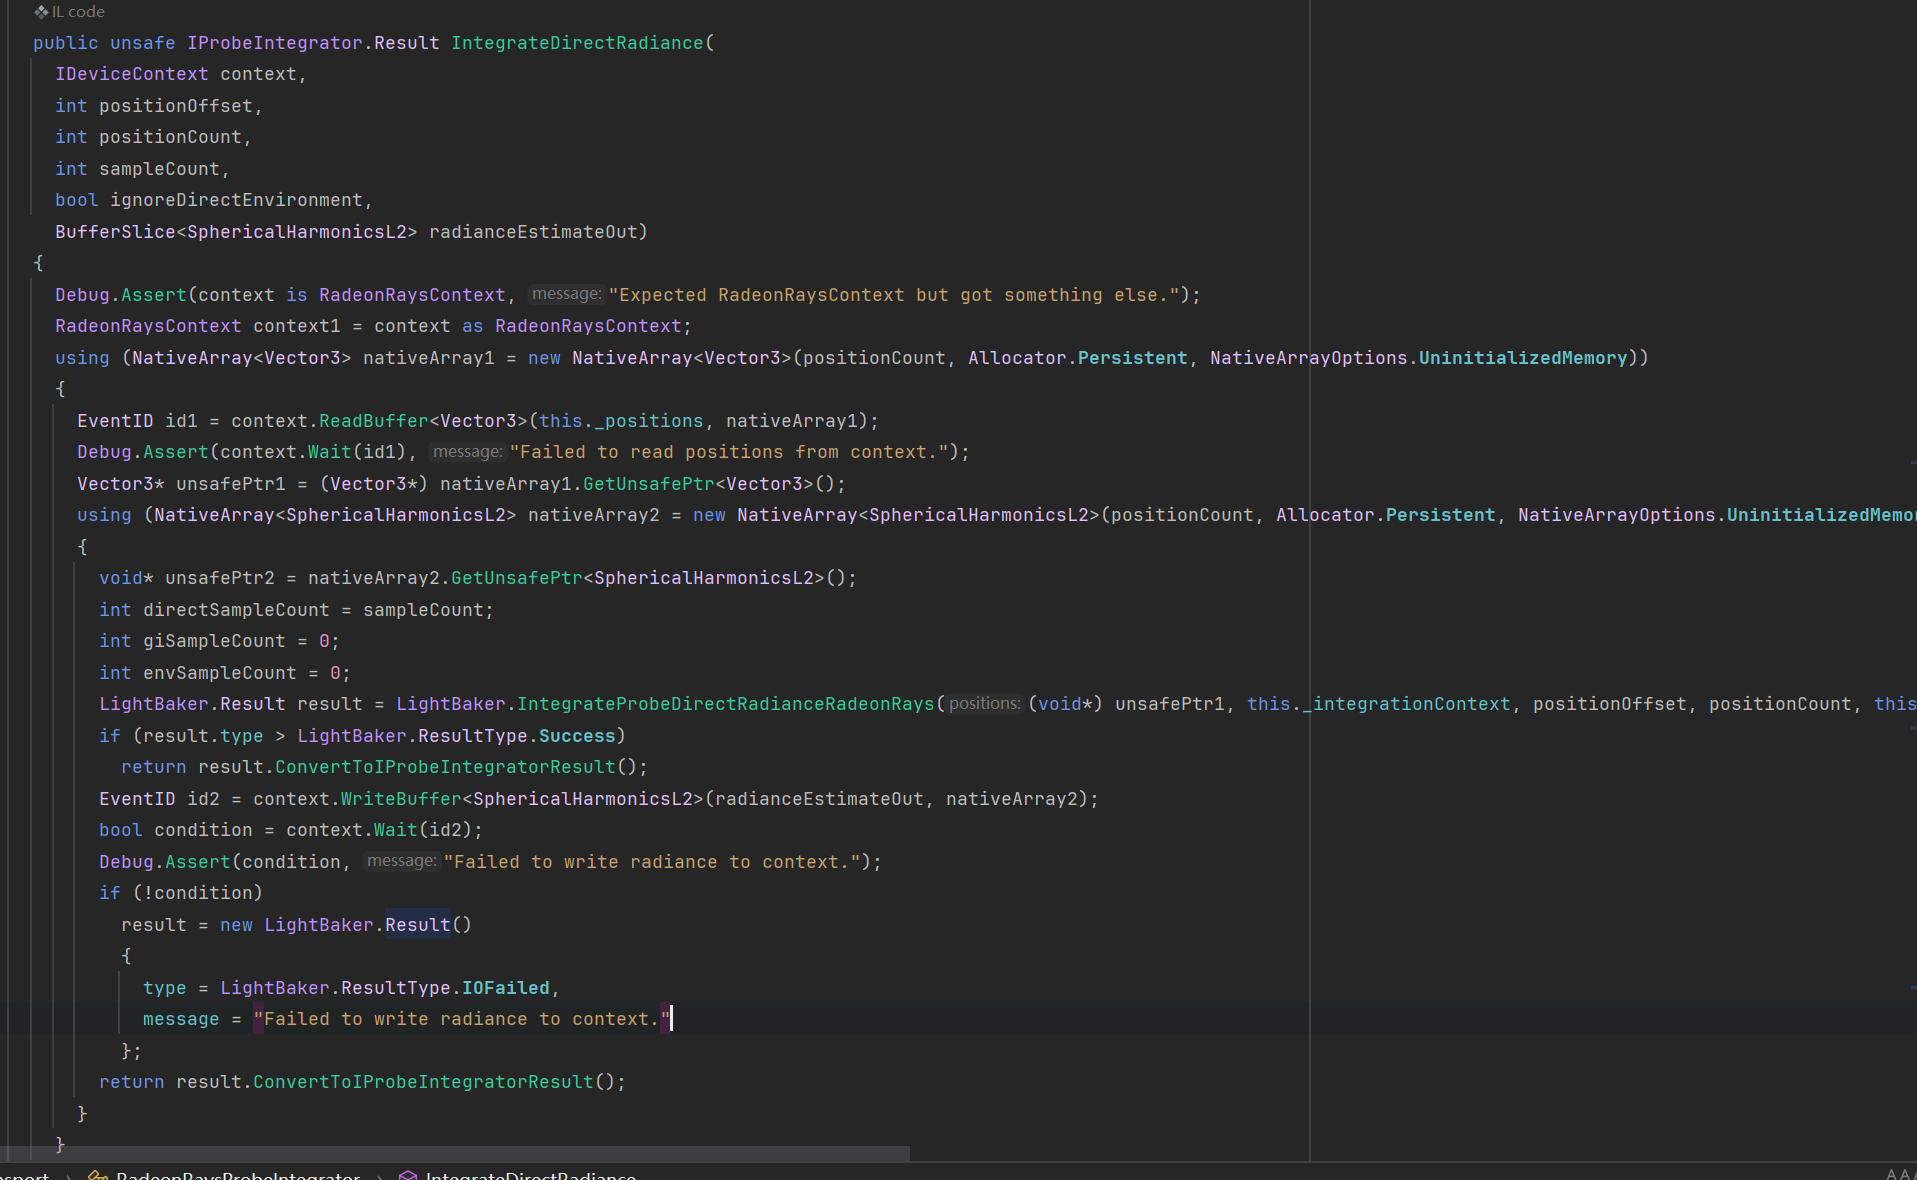 IL code
public unsafe IProbeIntegrator.Result IntegrateDirectRadiance(
IDeviceContext context,
int positionOffset,
int positionCount,
int sampleCount,
bool ignoreDirectEnvironment,
BufferSlice<SphericalHarmonicsL2> radianceEstimateOut)
{
Debug.Assert(context is RadeonRaysContext, message: "Expected RadeonRaysContext but got something else.");
RadeonRaysContext context1 = context as RadeonRaysContext;
using (NativeArray<Vector3> nativeArray1 = new NativeArray<Vector3>(positionCount, Allocator.Persistent, NativeArrayOptions.UninitializedMemory))
{
EventID id1 = context.ReadBuffer<Vector3>(this._positions, nativeArray1);
Debug.Assert(context.Wait(id1), message: "Failed to read positions from context.");
Vector3* unsafePtr1 = (Vector3*) nativeArray1.GetUnsafePtr<Vector3>();
using (NativeArray<SphericalHarmonicsL2> nativeArray2 = new NativeArray<SphericalHarmonicsL2>(positionCount, Allocator.Persistent, NativeArrayOptions.UninitializedMemo
{
void* unsafePtr2 = nativeArray2.GetUnsafePtr<SphericalHarmonicsL2>();
int directSampleCount = sampleCount;
int giSampleCount = 0;
int envSampleCount = 0;
LightBaker.Result result = LightBaker.IntegrateProbeDirectRadianceRadeonRays(positions: (void*) unsafePtr1, this._integrationContext, positionOffset, positionCount, this
if (result.type > LightBaker.ResultType.Success)
return result.ConvertToIProbeIntegratorResult();
EventID id2 = context.WriteBuffer<SphericalHarmonicsL2>(radianceEstimateOut, nativeArray2);
bool condition = context.Wait(id2);
Debug.Assert(condition, message: "Failed to write radiance to context.");
if (!condition)
result = new LightBaker.Result()
{
type = LightBaker.ResultType.IOFailed,
message = "Failed to write radiance to context."
};
return result.ConvertToIProbeIntegratorResult();
}
}
nsport > RadeonRaysProbeIntegrator > IntegrateDirectRadiance